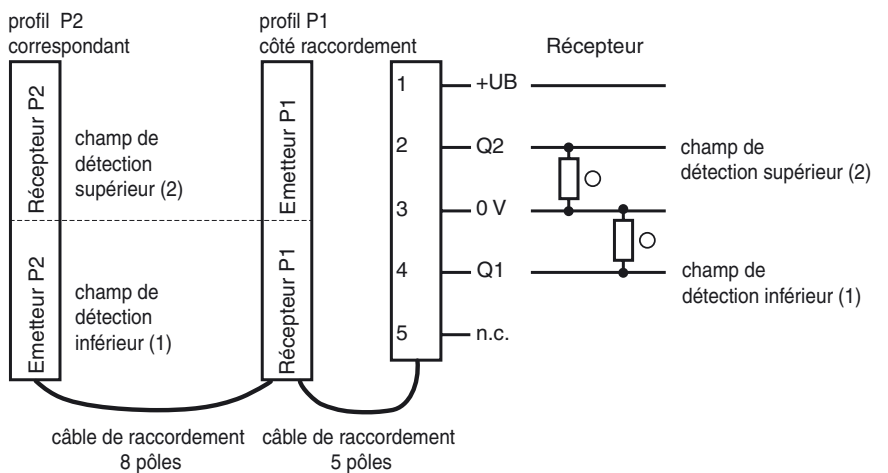 profil P2
correspondant
profil P1
côté raccordement
Récepteur
Récepteur P2
Emetteur P2
champ de
détection
supérieur (2)
champ de
détection
inférieur (1)
Emetteur P1
Récepteur P1
1
+UB
2
Q2
3
0 V
4
Q1
5
n.c.
champ de
détection supérieur (2)
champ de
détection inférieur (1)
câble de raccordement
8 pôles
câble de raccordement
5 pôles